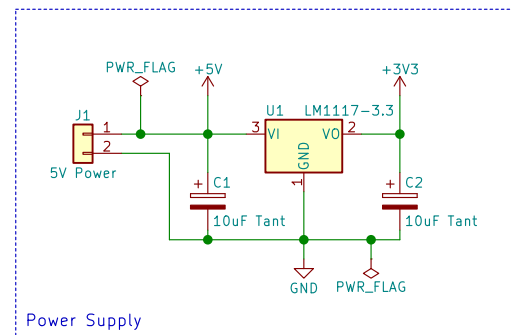 PWR_FLAG
+5V
+3V3
J1
1
2
5V Power
U1
LM1117-3.3
3
VI
VO
2
GND
1
+
C1
10uF Tant
+
C2
10uF Tant
GND
PWR_FLAG
Power Supply